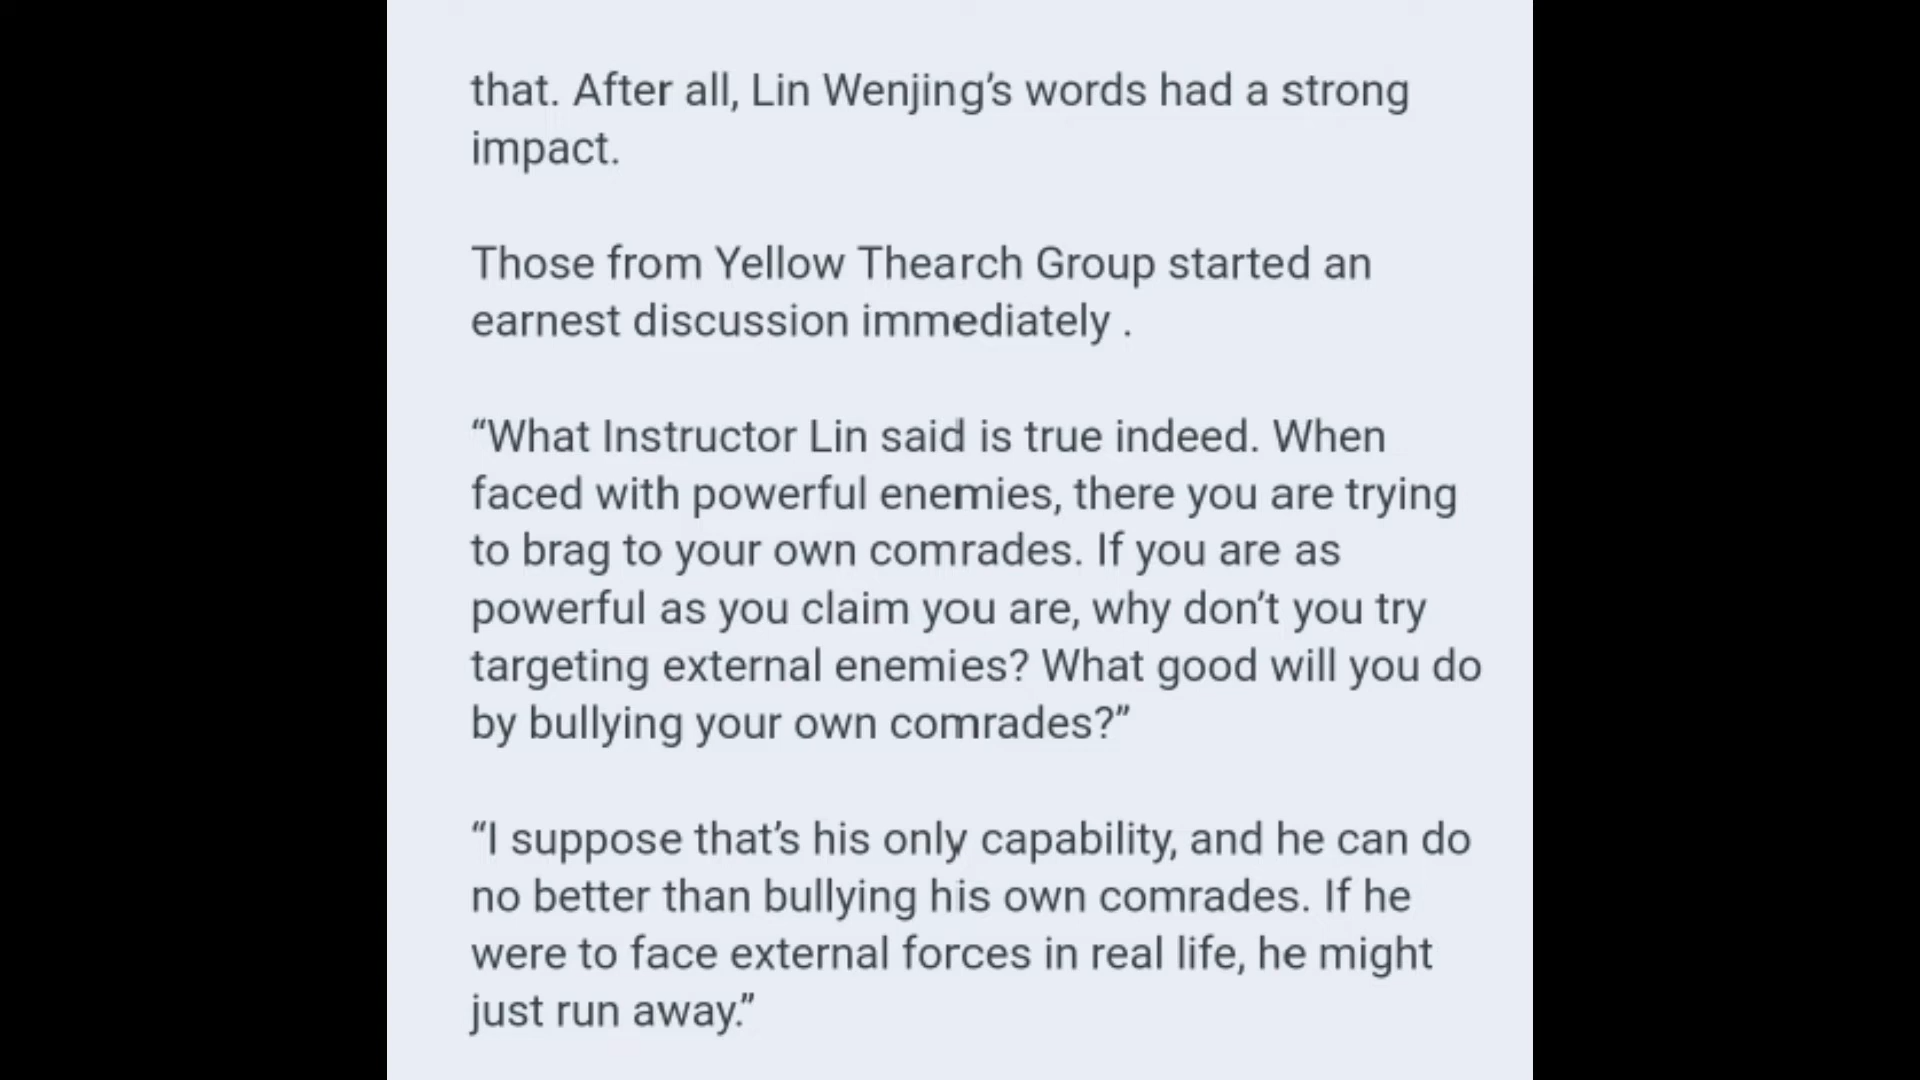 that. After all, Lin Wenjing’s words had a strong
impact.
Those from Yellow Thearch Group started an
earnest discussion immediately .
“What Instructor Lin said is true indeed. When
faced with powerful enemies, there you are trying
to brag to your own comrades. If you are as
powerful as you claim you are, why don’t you try
targeting external enemies? What good will you do
by bullying your own comrades?”
“I suppose that’s his only capability, and he can do
no better than bullying his own comrades. If he
were to face external forces in real life, he might
just run away.”